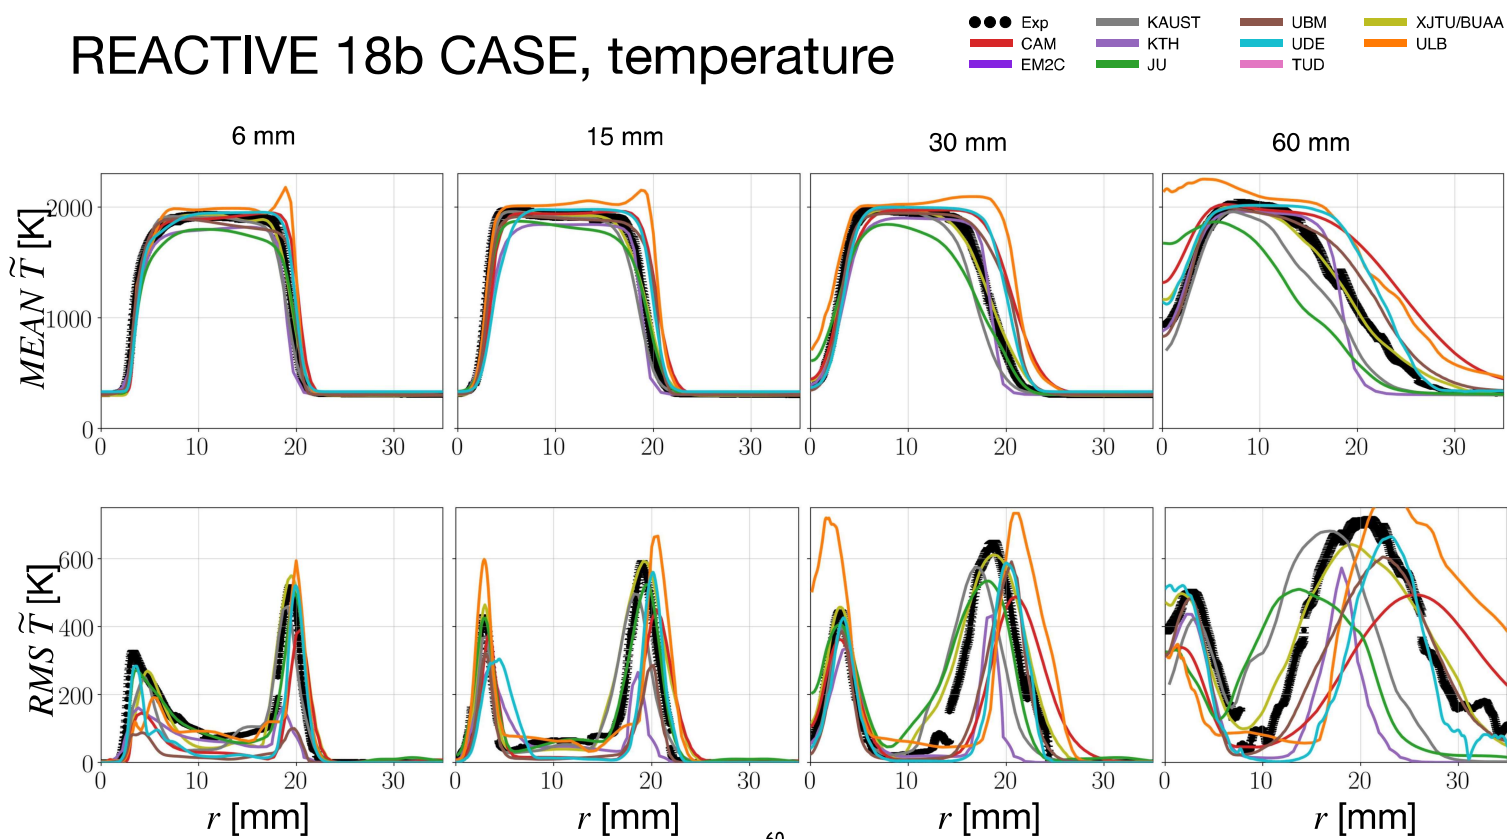 REACTIVE 18b CASE, temperature
Exp
CAM
EM2C
KAUST
KTH
JU
UBM
UDE
TUD
XJTU/BUAA
ULB
6 mm
15 mm
30 mm
60 mm
MEAN T̃ [K]
2000
1000
0
0 10 20 30
0 10 20 30
0 10 20 30
0 10 20 30
RMS T̃ [K]
600
400
200
0
0 10 20 30
0 10 20 30
0 10 20 30
0 10 20 30
r [mm]
r [mm]
r [mm]
r [mm]